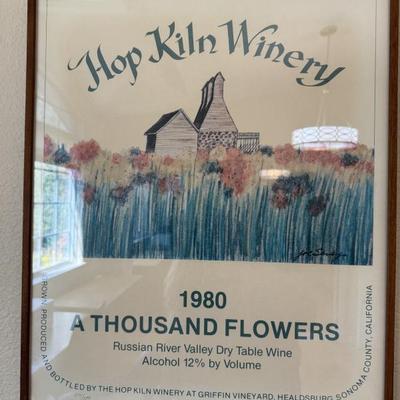 Hop Kiln Winery
1980
A THOUSAND FLOWERS
Russian River Valley Dry Table Wine
Alcohol 12% by Volume
GROWN, PRODUCED AND BOTTLED BY THE HOP KILN WINERY AT GRIFFIN VINEYARD, HEALDSBURG, SONOMA COUNTY, CALIFORNIA